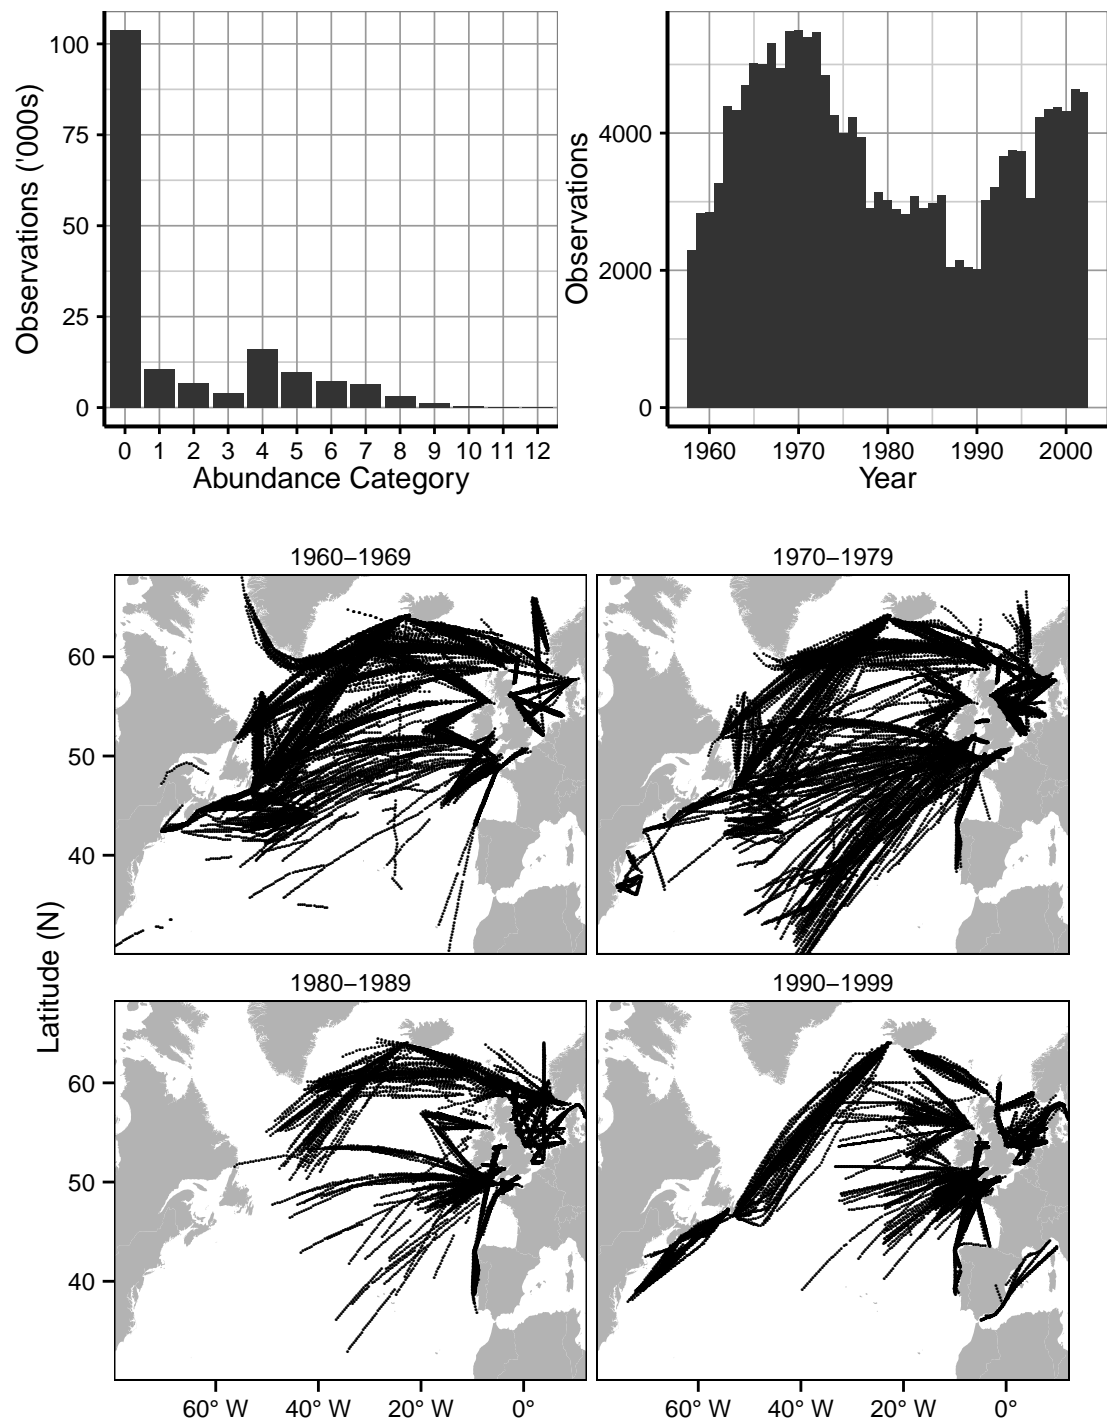 Observations ('000s)
100
75
50
25
0
0 1 2 3 4 5 6 7 8 9 10 11 12
Abundance Category
Observations
4000
2000
0
1960 1970 1980 1990 2000
Year
1960–1969 1970–1979
Latitude (N)
60
50
40
1980–1989 1990–1999
60
50
40
60° W 40° W 20° W 0° 60° W 40° W 20° W 0°